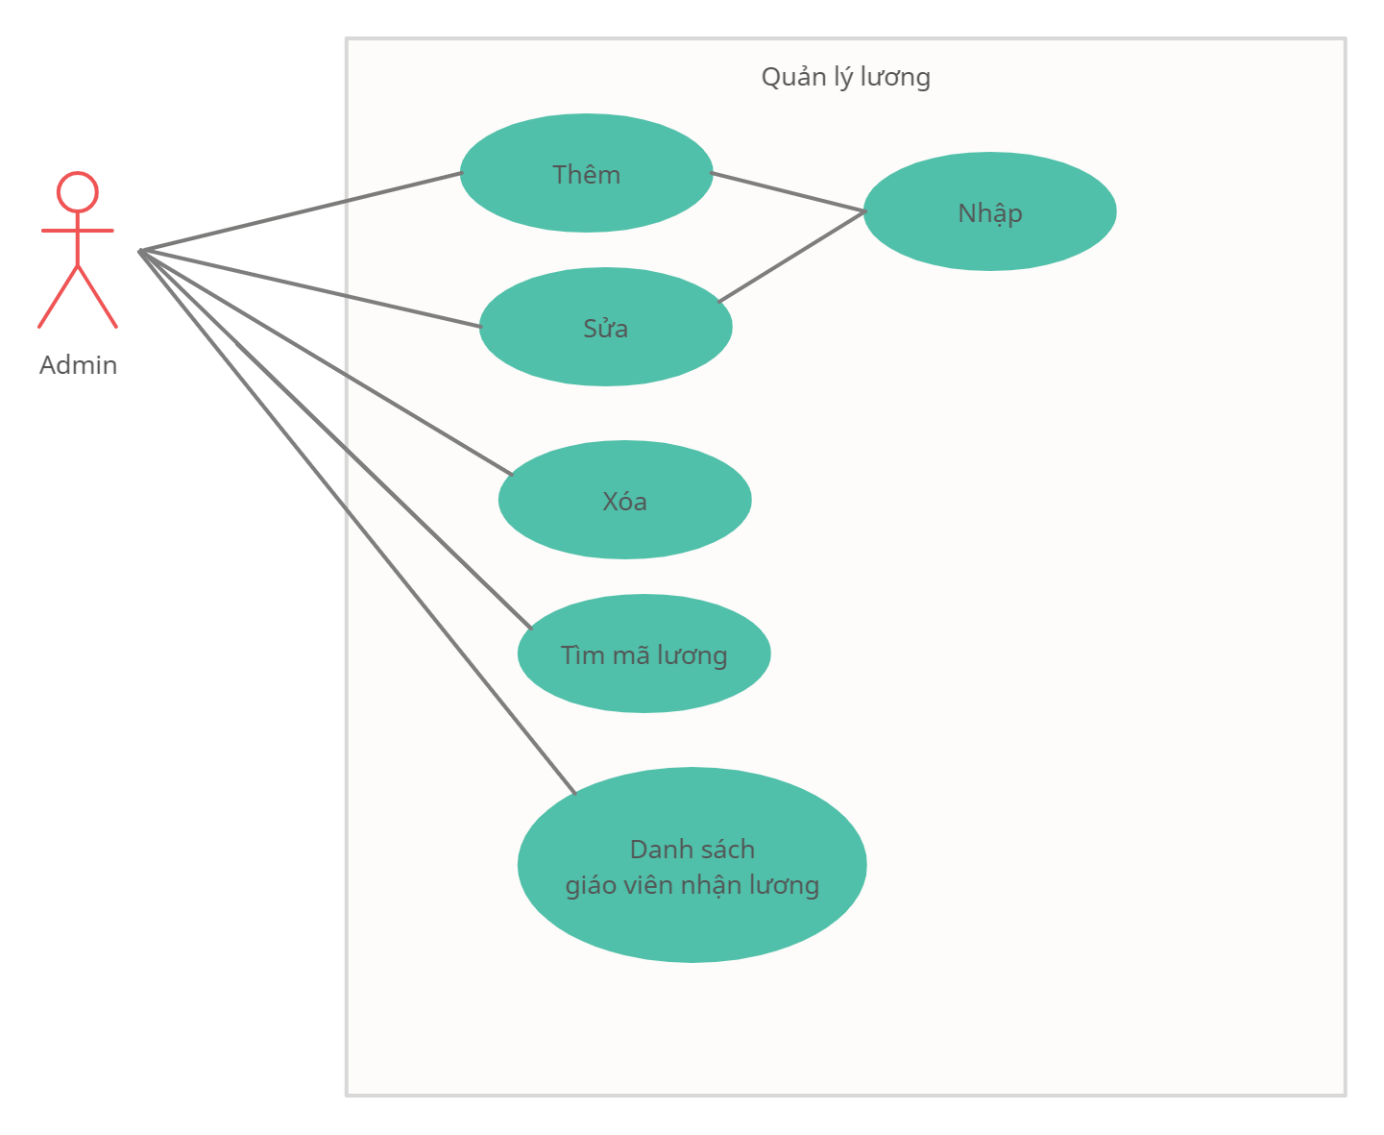 Quản lý lương
Thêm
Nhập
Sửa
Admin
Xóa
Tìm mã lương
Danh sách
giáo viên nhận lương